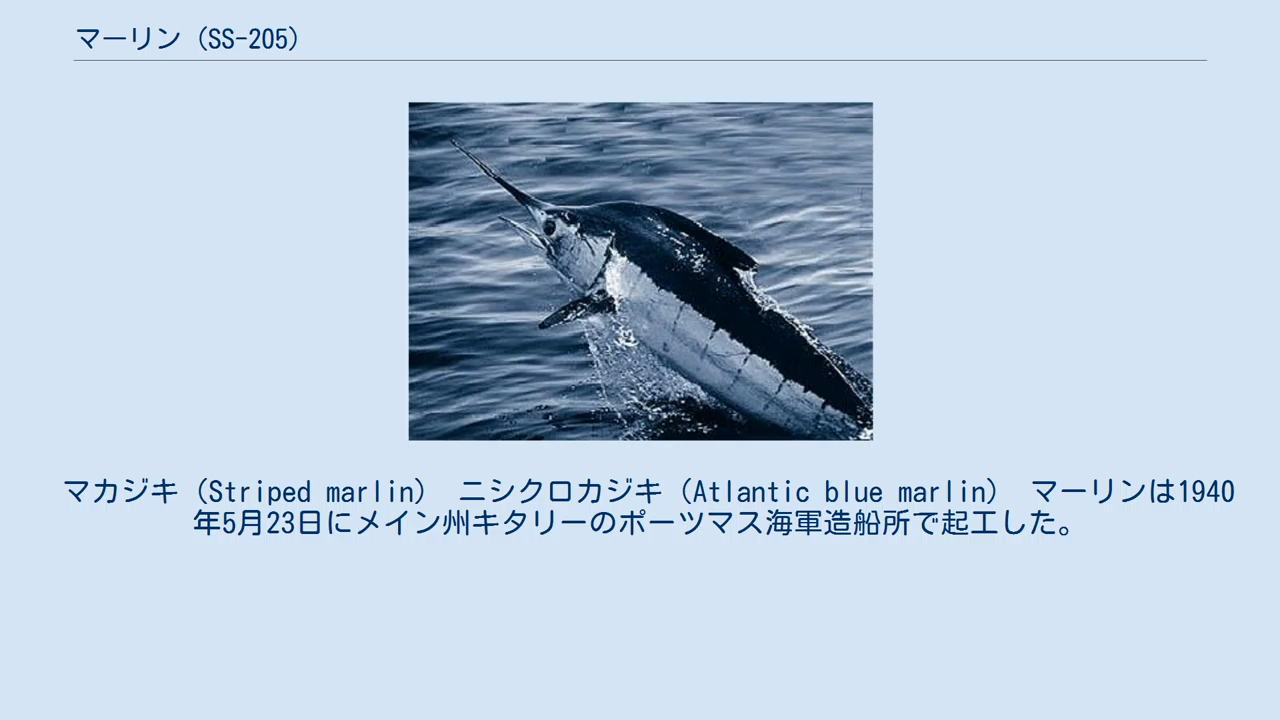 マーリン（SS-205）
マカジキ（Striped marlin）　ニシクロカジキ（Atlantic blue marlin）　マーリンは1940
年5月23日にメイン州キタリーのポーツマス海軍造船所で起工した。